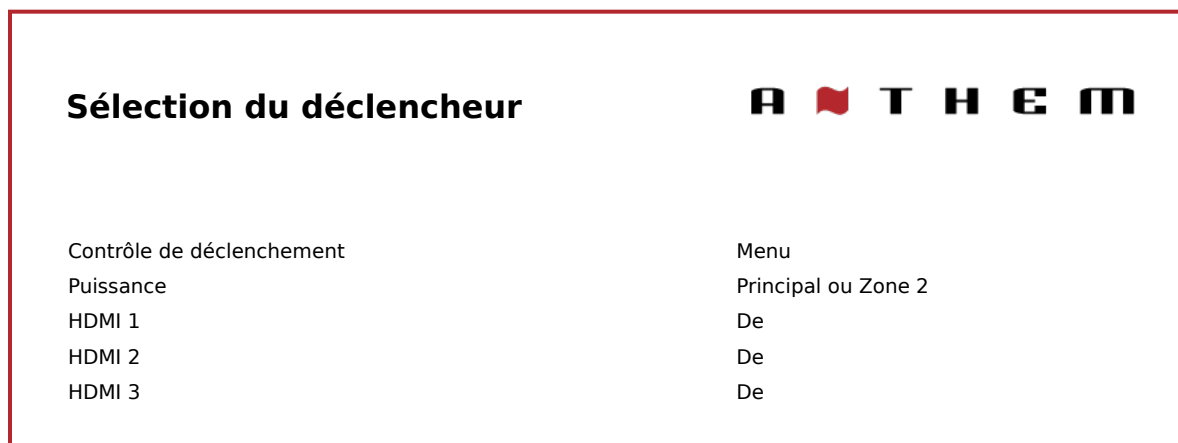 Sélection du déclencheur
ANTHEM
Contrôle de déclenchement Menu
Puissance Principal ou Zone 2
HDMI 1 De
HDMI 2 De
HDMI 3 De